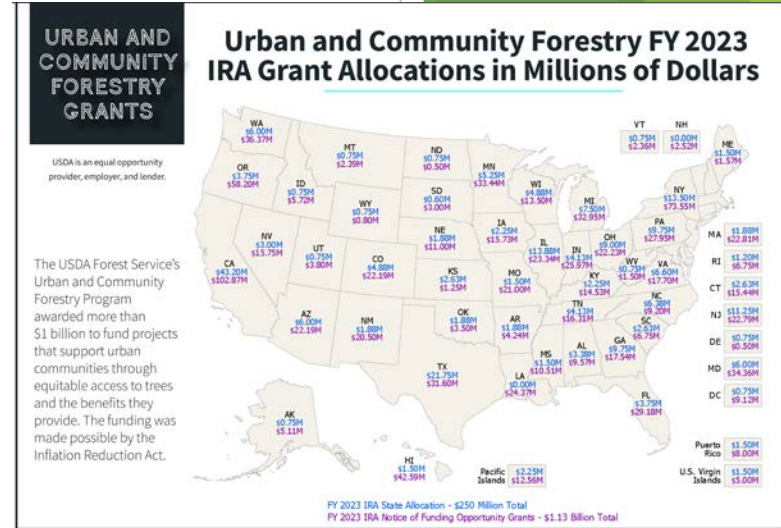 URBAN AND
COMMUNITY
FORESTRY
GRANTS
USDA is an equal opportunity
provider, employer, and lender.
The USDA Forest Service's
Urban and Community
Forestry Program
awarded more than
$1 billion to fund projects
that support urban
communities through
equitable access to trees
and the benefits they
provide. The funding was
made possible by the
Inflation Reduction Act.
Urban and Community Forestry FY 2023
IRA Grant Allocations in Millions of Dollars
WA
$6.00M
$36.37M
OR
$3.75M
$58.20M
CA
$43.20M
$102.87M
ID
$0.75M
$5.72M
NV
$3.00M
$15.75M
MT
$0.75M
$2.39M
WY
$0.75M
$0.80M
UT
$0.75M
$3.80M
AZ
$6.00M
$22.19M
CO
$4.88M
$22.19M
NM
$1.88M
$20.50M
ND
$0.75M
$0.50M
SD
$0.60M
$3.00M
NE
$1.88M
$11.00M
KS
$2.63M
$1.25M
OK
$1.88M
$3.50M
TX
$21.75M
$31.60M
MN
$5.25M
$33.44M
IA
$2.25M
$15.73M
MO
$1.50M
$21.00M
AR
$1.88M
$4.24M
LA
$0.00M
$24.37M
WI
$4.88M
$13.50M
IL
$13.88M
$23.34M
MI
$7.50M
$32.95M
IN
$4.13M
$25.97M
OH
$9.00M
$22.23M
KY
$2.25M
$14.53M
TN
$4.13M
$16.31M
MS
$1.50M
$10.51M
AL
$3.38M
$9.57M
GA
$9.75M
$17.54M
FL
$3.75M
$29.18M
SC
$2.63M
$6.75M
NC
$6.38M
$9.20M
VA
$6.60M
$17.70M
WV
$0.75M
$1.50M
PA
$9.75M
$27.95M
NY
$13.50M
$73.55M
VT
$0.75M
$2.36M
NH
$0.00M
$2.52M
ME
$1.50M
$1.57M
MA
$1.88M
$22.81M
RI
$1.20M
$6.75M
CT
$2.63M
$15.44M
NJ
$11.25M
$22.79M
DE
$0.75M
$0.50M
MD
$6.00M
$34.36M
DC
$0.75M
$9.12M
AK
$0.75M
$5.11M
HI
$1.50M
$42.59M
Pacific
Islands
$2.25M
$12.56M
Puerto
Rico
$1.50M
$8.00M
U.S. Virgin
Islands
$1.50M
$5.00M
FY 2023 IRA State Allocation - $250 Million Total
FY 2023 IRA Notice of Funding Opportunity Grants - $1.13 Billion Total